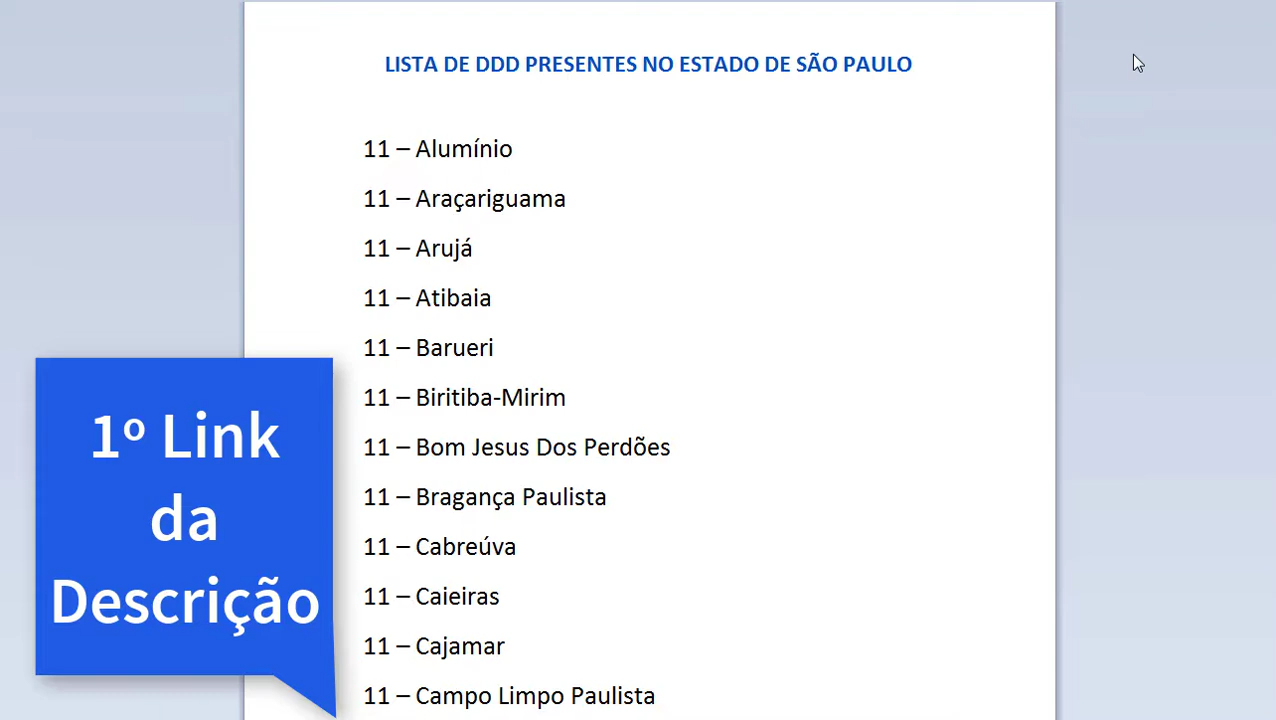 LISTA DE DDD PRESENTES NO ESTADO DE SÃO PAULO
11 – Alumínio
11 – Araçariguama
11 – Arujá
11 – Atibaia
11 – Barueri
11 – Biritiba-Mirim
11 – Bom Jesus Dos Perdões
11 – Bragança Paulista
11 – Cabreúva
11 – Caieiras
11 – Cajamar
11 – Campo Limpo Paulista
1º Link
da
Descrição